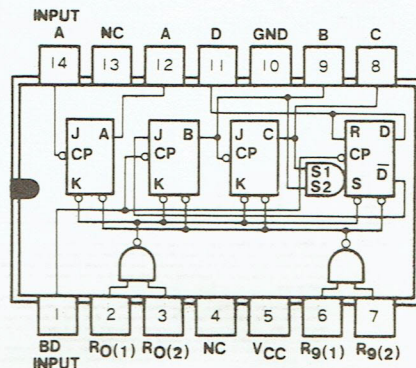 INPUT
A NC A D GND B C
14 13 12 11 10 9 8
J A J B J C R D
CP CP CP CP
K K K S D
S1
S2
1 2 3 4 5 6 7
BD R0(1) R0(2) NC VCC R9(1) R9(2)
INPUT